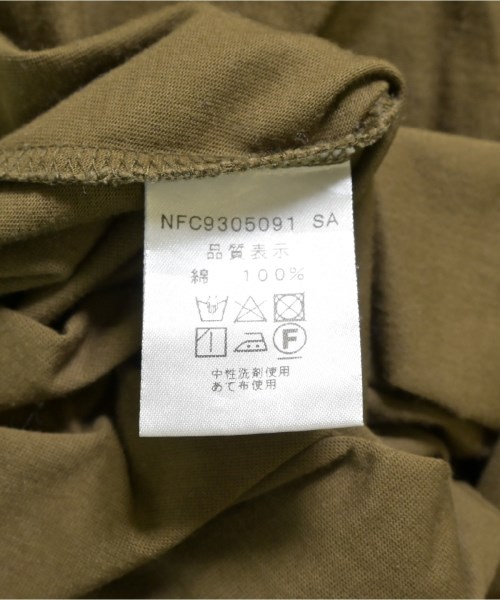 NFC9305091 SA
品質表示
綿 100%
F
中性洗剤使用
あて布使用